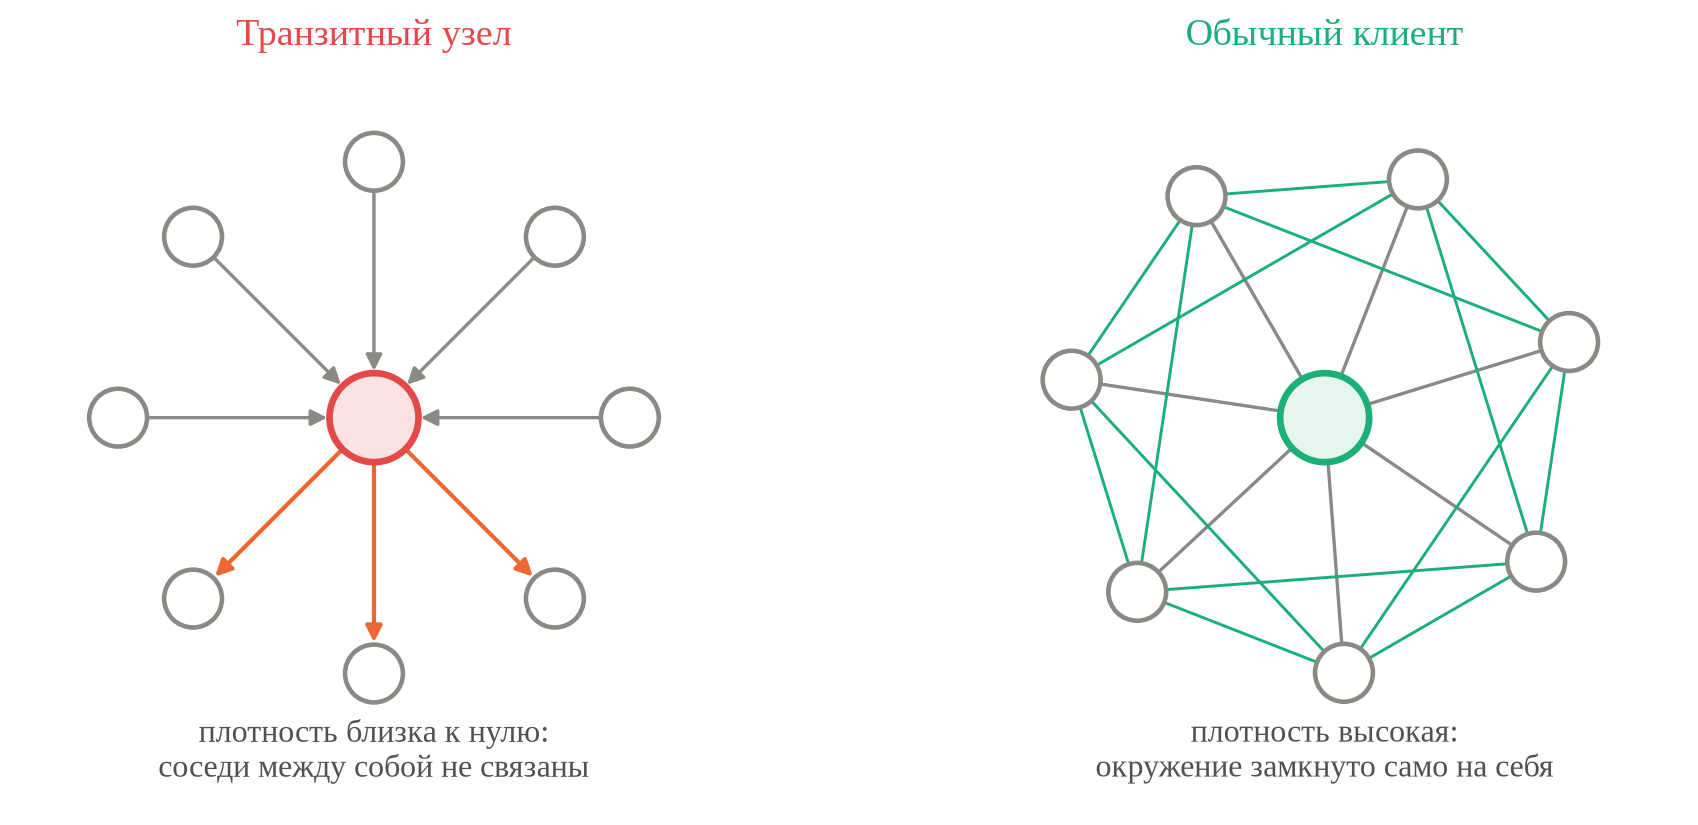 Транзитный узел
Обычный клиент
плотность близка к нулю:
соседи между собой не связаны
плотность высокая:
окружение замкнуто само на себя